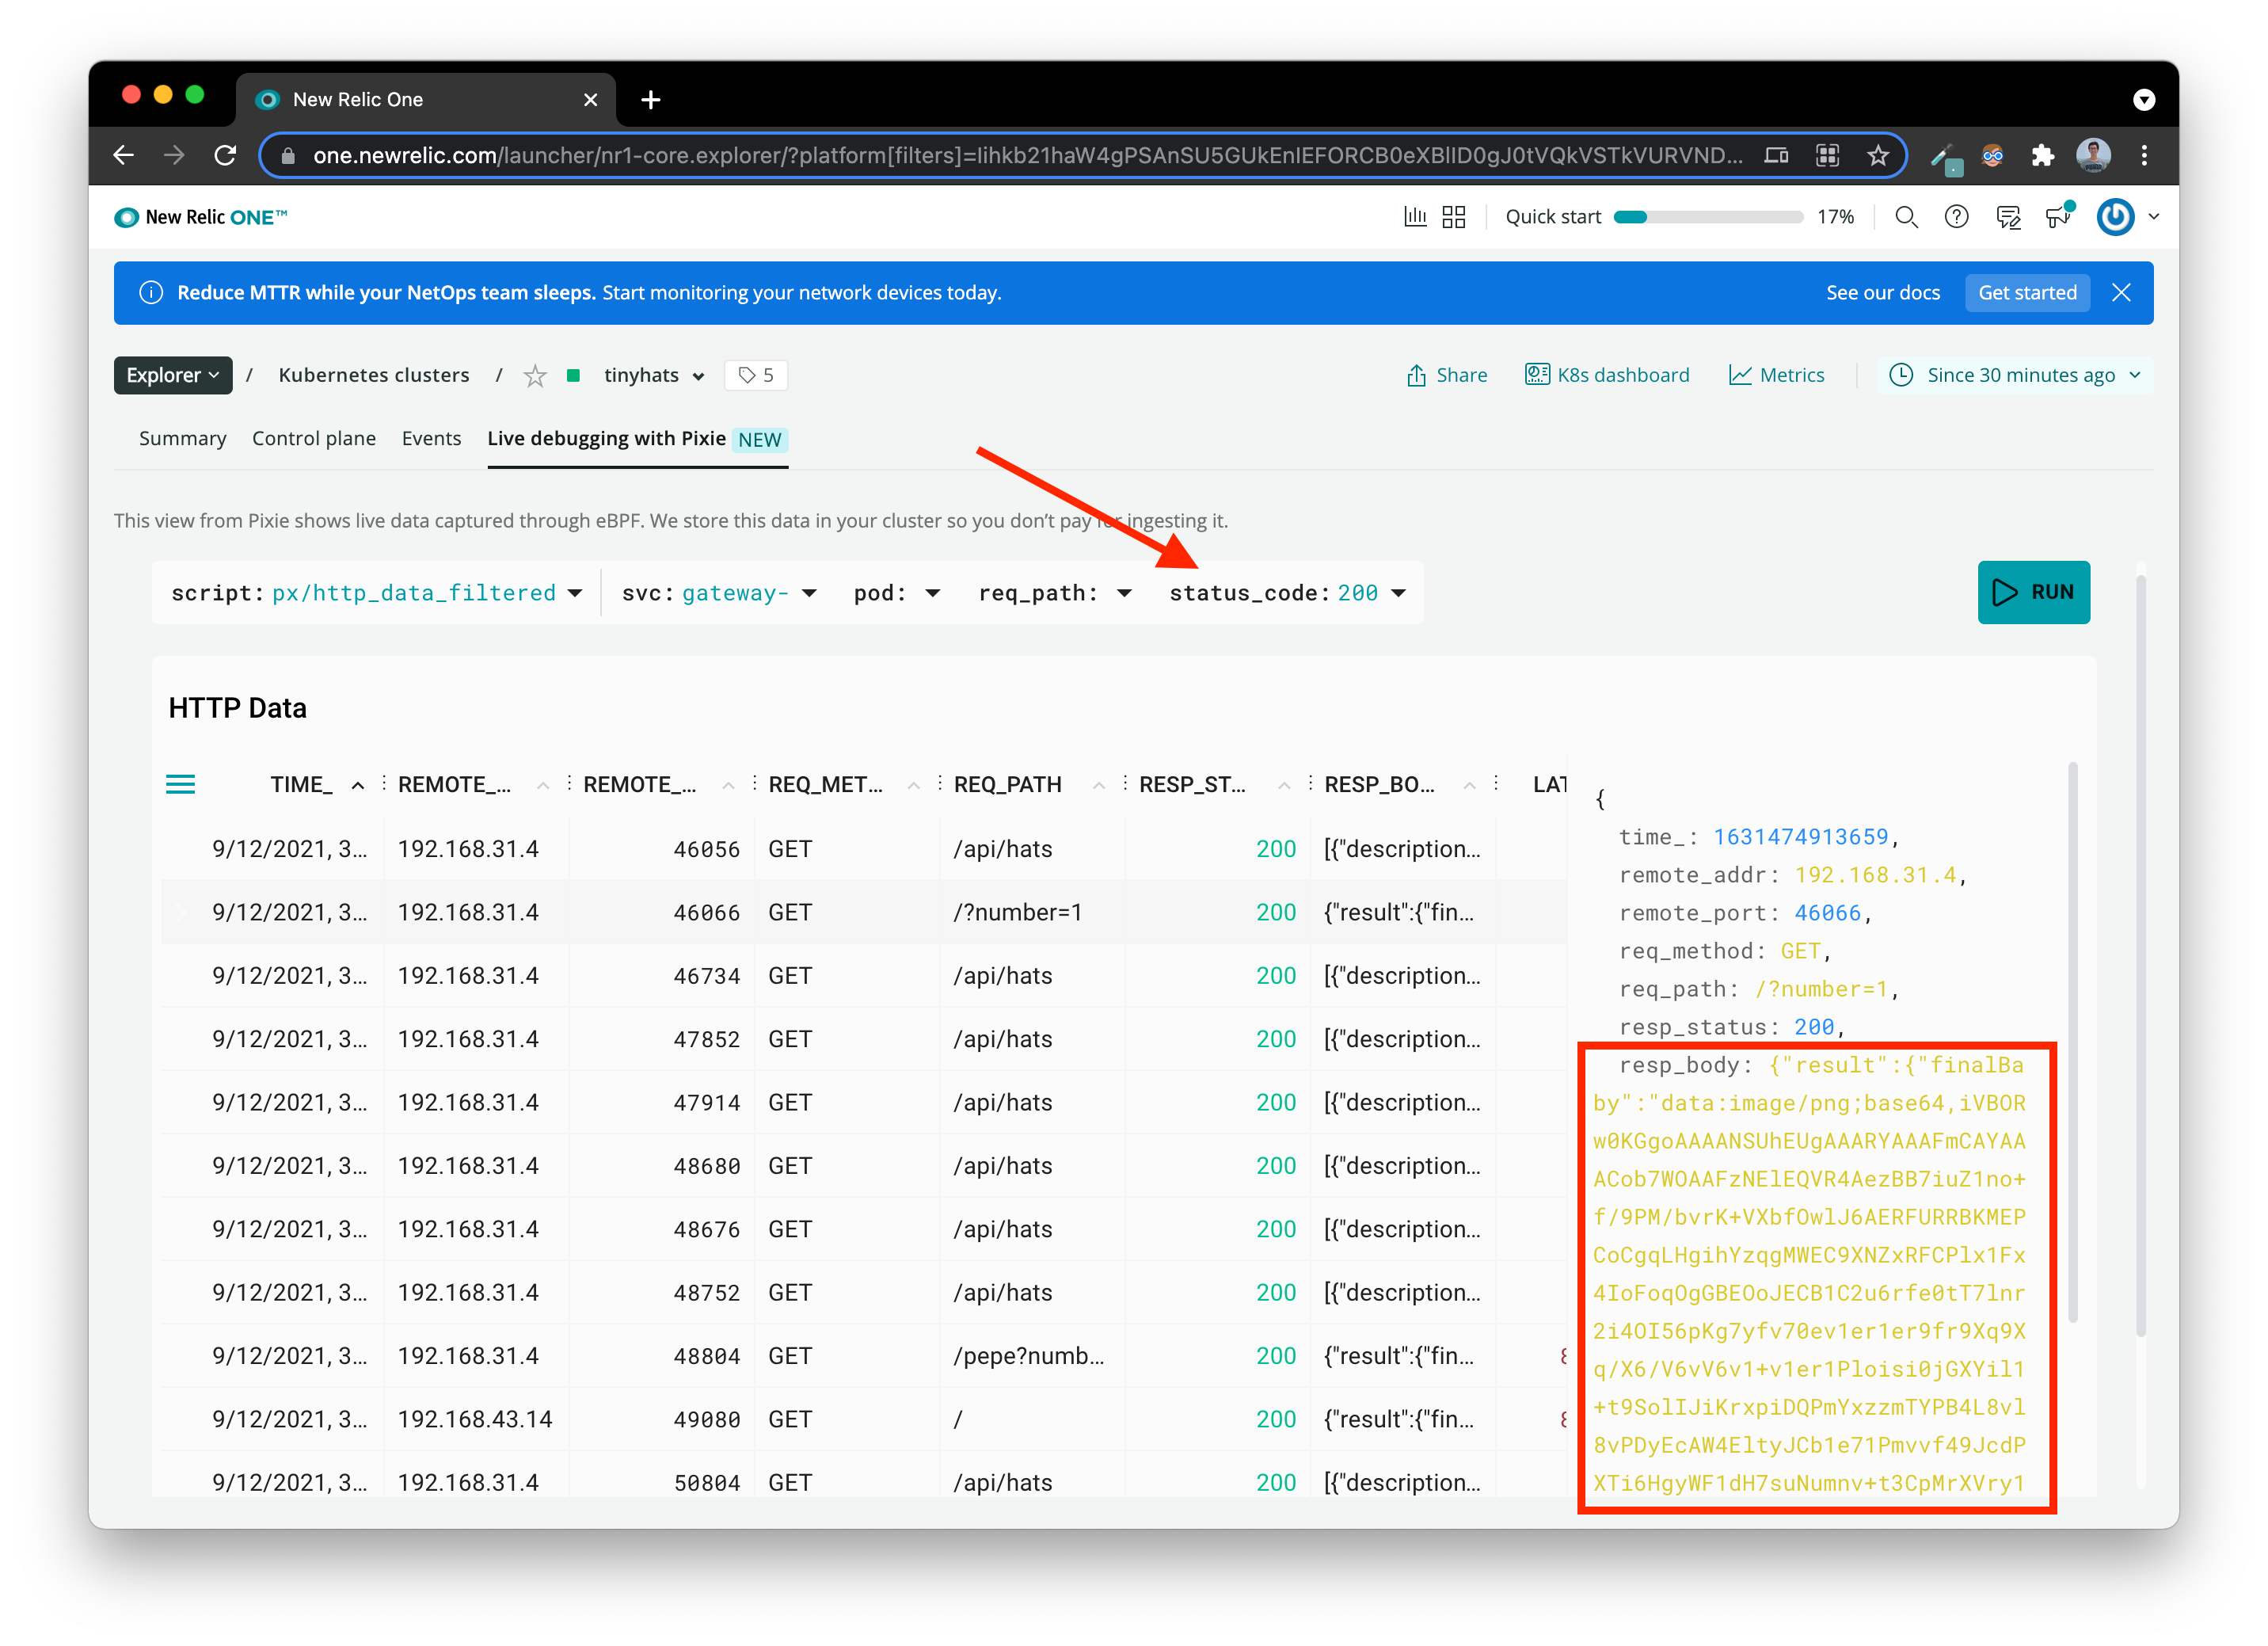 New Relic One
one.newrelic.com/launcher/nr1-core.explorer/?platform[filters]=Iihkb21haW4gPSAnSU5GUkEnIEFORCB0eXBlID0gJ0tVQkVSTkVURVND...
New Relic ONE™
Quick start 17%
Reduce MTTR while your NetOps team sleeps. Start monitoring your network devices today. See our docs Get started
Explorer / Kubernetes clusters / tinyhats 5 Share K8s dashboard Metrics Since 30 minutes ago
Summary Control plane Events Live debugging with Pixie NEW
This view from Pixie shows live data captured through eBPF. We store this data in your cluster so you don’t pay for ingesting it.
script: px/http_data_filtered svc: gateway- pod: req_path: status_code: 200 RUN
HTTP Data
TIME_ REMOTE_... REMOTE_... REQ_MET... REQ_PATH RESP_ST... RESP_BO... LAT
9/12/2021, 3... 192.168.31.4 46056 GET /api/hats 200 [{"description...
9/12/2021, 3... 192.168.31.4 46066 GET /?number=1 200 {"result":{"fin...
9/12/2021, 3... 192.168.31.4 46734 GET /api/hats 200 [{"description...
9/12/2021, 3... 192.168.31.4 47852 GET /api/hats 200 [{"description...
9/12/2021, 3... 192.168.31.4 47914 GET /api/hats 200 [{"description...
9/12/2021, 3... 192.168.31.4 48680 GET /api/hats 200 [{"description...
9/12/2021, 3... 192.168.31.4 48676 GET /api/hats 200 [{"description...
9/12/2021, 3... 192.168.31.4 48752 GET /api/hats 200 [{"description...
9/12/2021, 3... 192.168.31.4 48804 GET /pepe?numb... 200 {"result":{"fin...
9/12/2021, 3... 192.168.43.14 49080 GET / 200 {"result":{"fin...
9/12/2021, 3... 192.168.31.4 50804 GET /api/hats 200 [{"description...
{
time_: 1631474913659,
remote_addr: 192.168.31.4,
remote_port: 46066,
req_method: GET,
req_path: /?number=1,
resp_status: 200,
resp_body: {"result":{"finalBa
by":"data:image/png;base64,iVBOR
w0KGgoAAAANSUhEUgAAARYAAAFmCAYAA
ACob7WOAAFzNElEQVR4AezBB7iuZ1no+
f/9PM/bvrK+VXbfOwlJ6AERFURRBKMEP
CoCgqLHgihYzqgMWEC9XNZxRFCPlx1Fx
4IoFoqOgGBEOoJECB1C2u6rfe0tT7lnr
2i4OI56pKg7yfv70ev1er1er9fr9Xq9X
q/X6/V6vV6v1+v1er1Ploisi0jGXYil1
+t9SolIJiKrxpiDQPmYxzzmTYPB4L8vl
8vPDyEcAW4EltyJCb1e71Pmvvf49JcdP
XTi6HgyWF1dH7suNumnv+t3CpMrXVry1